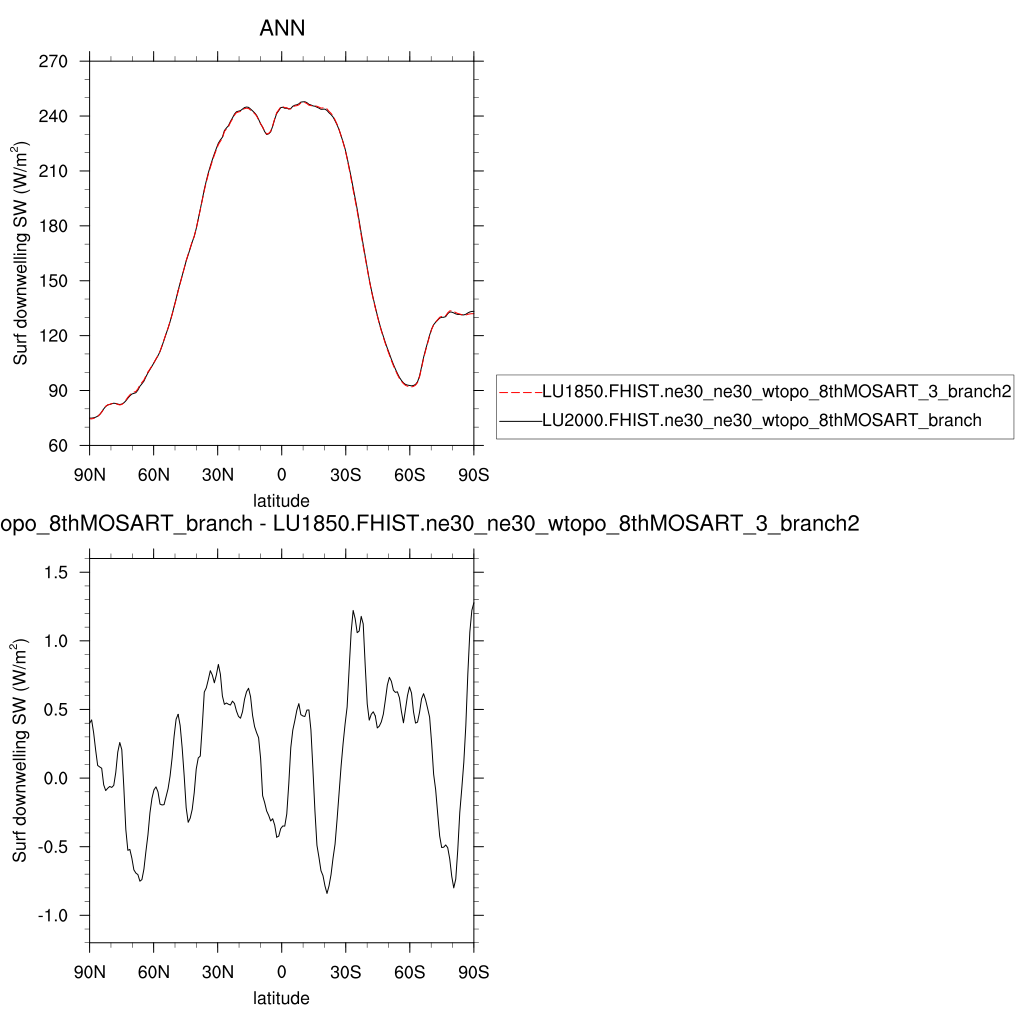 ANN
270
240
210
180
150
120
90
60
Surf downwelling SW (W/m²)
90N 60N 30N 0 30S 60S 90S
latitude
LU1850.FHIST.ne30_ne30_wtopo_8thMOSART_3_branch2
LU2000.FHIST.ne30_ne30_wtopo_8thMOSART_branch
opo_8thMOSART_branch - LU1850.FHIST.ne30_ne30_wtopo_8thMOSART_3_branch2
1.5
1.0
0.5
0.0
-0.5
-1.0
Surf downwelling SW (W/m²)
90N 60N 30N 0 30S 60S 90S
latitude